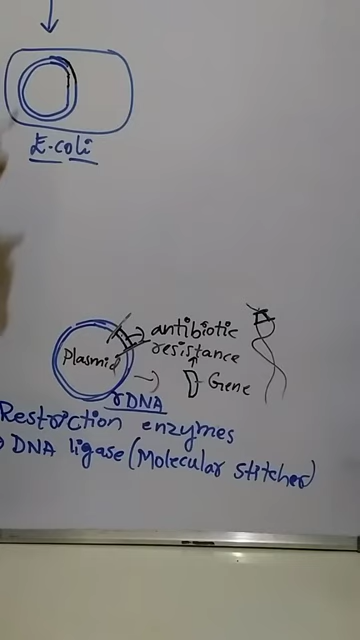 E.coli
antibiotic
resistance
Plasmid
Gene
rDNA
Restriction enzymes
DNA ligase (Molecular stitcher)